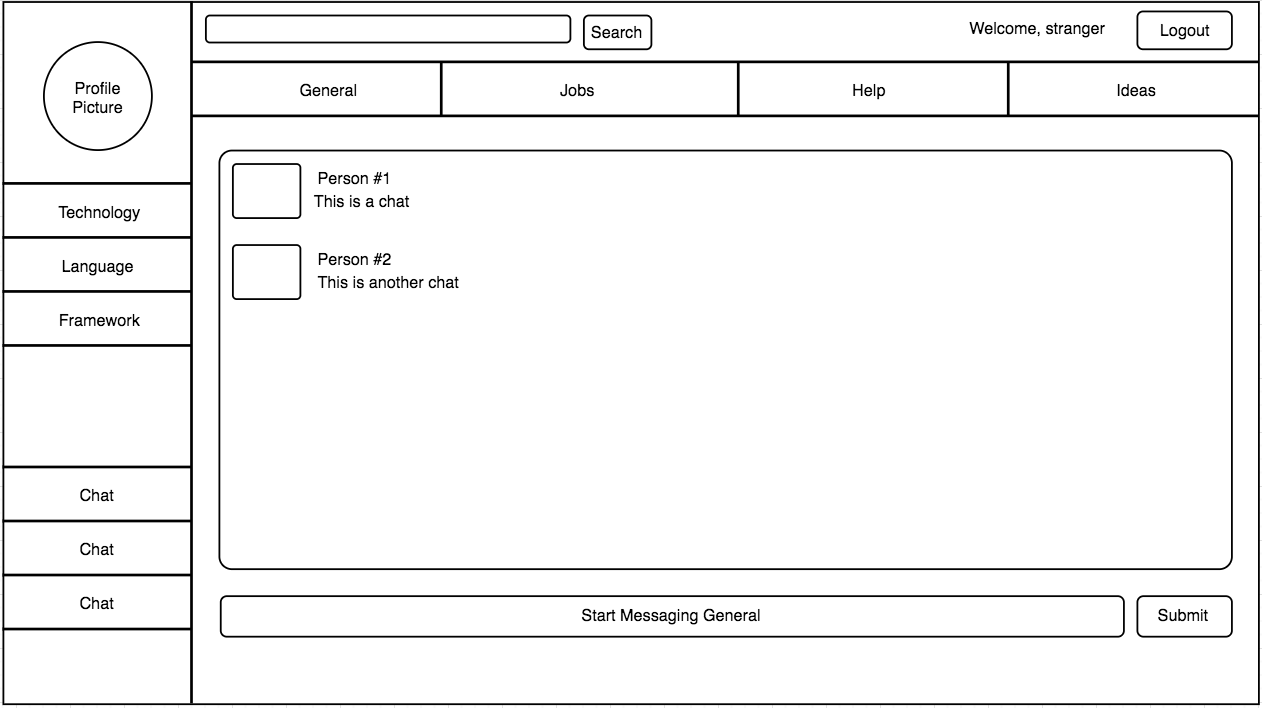 Profile
Picture
Technology
Language
Framework
Chat
Chat
Chat
Search
Welcome, stranger
Logout
General
Jobs
Help
Ideas
Person #1
This is a chat
Person #2
This is another chat
Start Messaging General
Submit